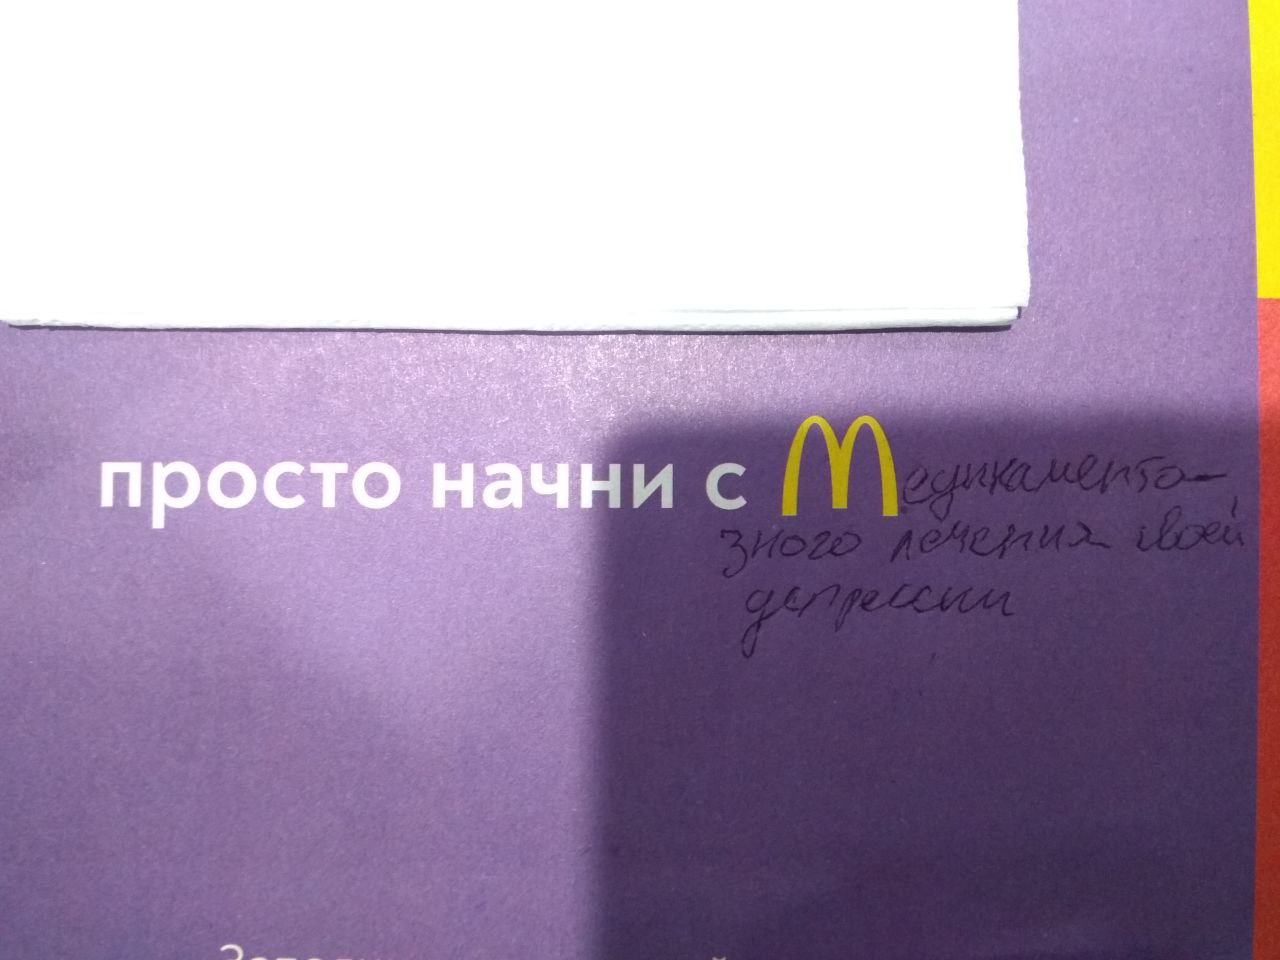 просто начни с Медикаменто-
зного лечения своей
депрессии